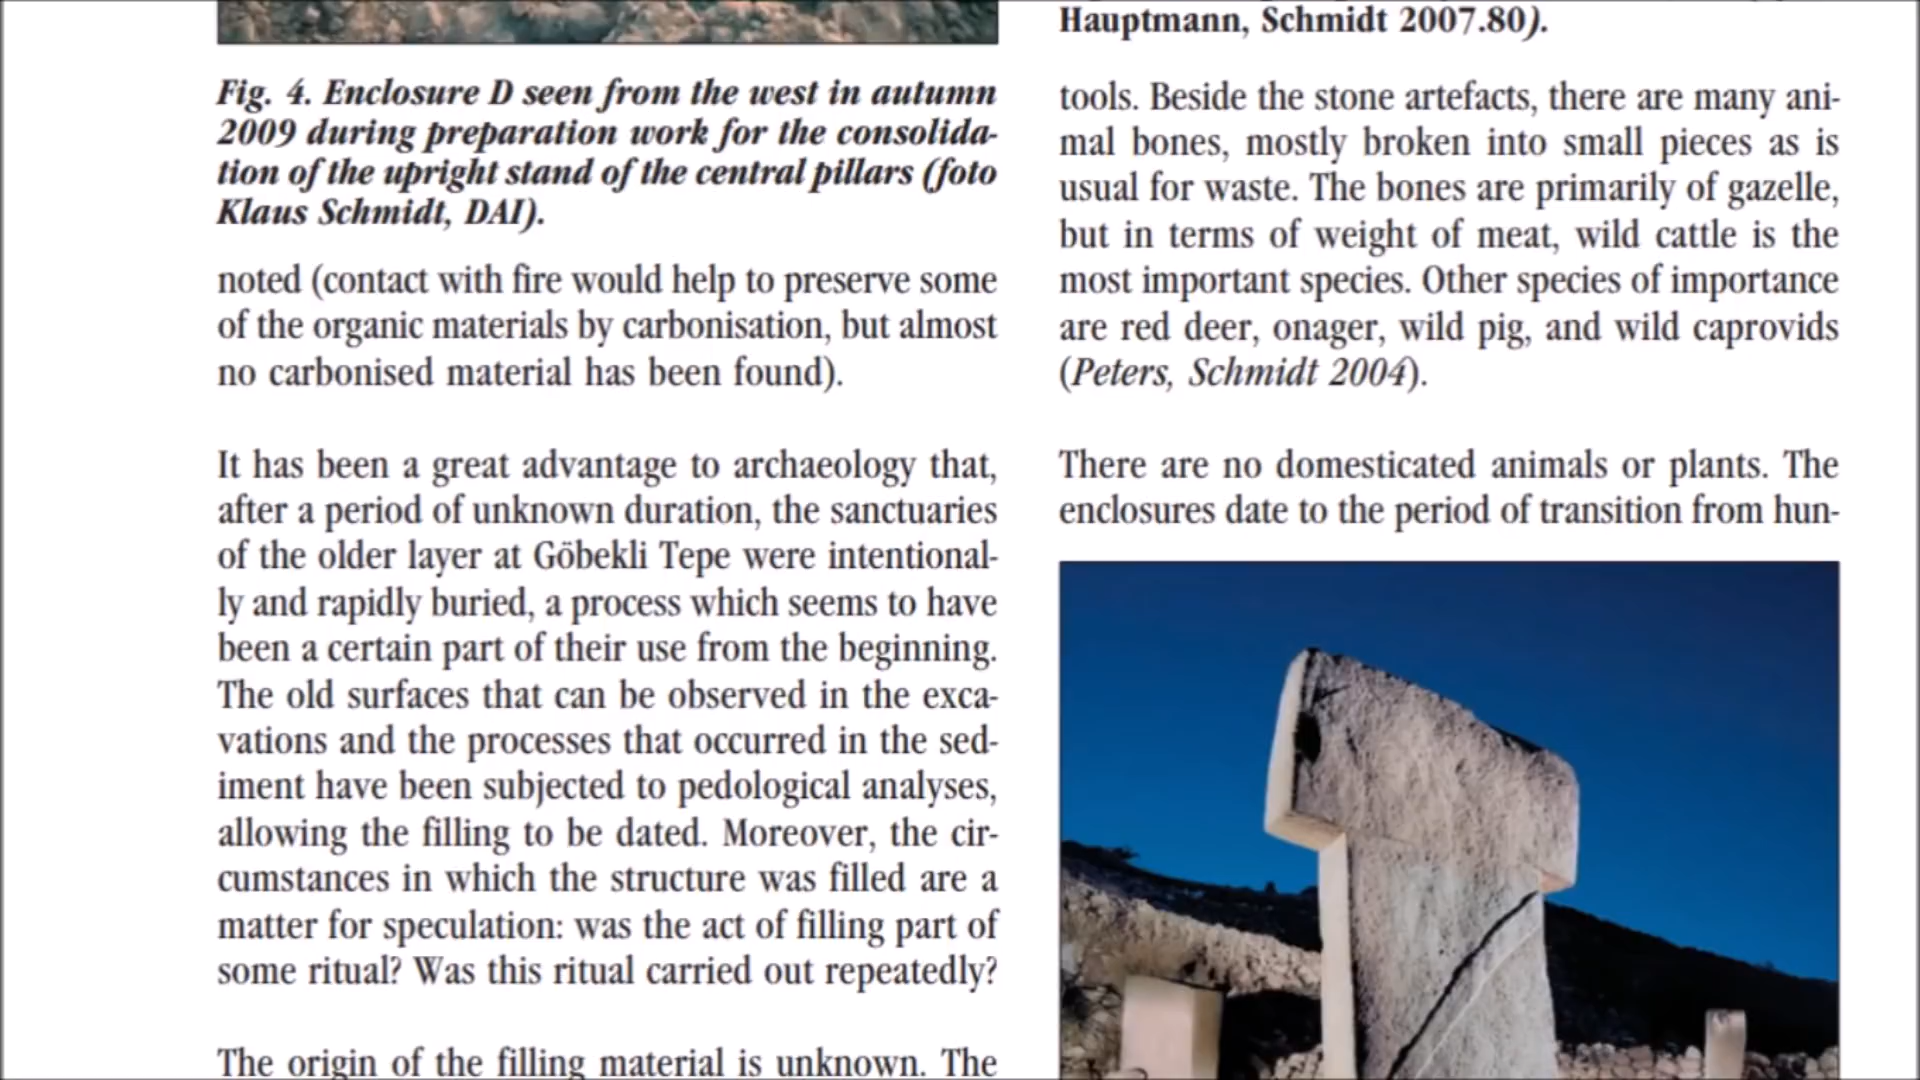 Fig. 4. Enclosure D seen from the west in autumn
2009 during preparation work for the consolida-
tion of the upright stand of the central pillars (foto
Klaus Schmidt, DAI).
noted (contact with fire would help to preserve some
of the organic materials by carbonisation, but almost
no carbonised material has been found).
It has been a great advantage to archaeology that,
after a period of unknown duration, the sanctuaries
of the older layer at Göbekli Tepe were intentional-
ly and rapidly buried, a process which seems to have
been a certain part of their use from the beginning.
The old surfaces that can be observed in the exca-
vations and the processes that occurred in the sed-
iment have been subjected to pedological analyses,
allowing the filling to be dated. Moreover, the cir-
cumstances in which the structure was filled are a
matter for speculation: was the act of filling part of
some ritual? Was this ritual carried out repeatedly?
The origin of the filling material is unknown. The
Hauptmann, Schmidt 2007.80).
tools. Beside the stone artefacts, there are many ani-
mal bones, mostly broken into small pieces as is
usual for waste. The bones are primarily of gazelle,
but in terms of weight of meat, wild cattle is the
most important species. Other species of importance
are red deer, onager, wild pig, and wild caprovids
(Peters, Schmidt 2004).
There are no domesticated animals or plants. The
enclosures date to the period of transition from hun-